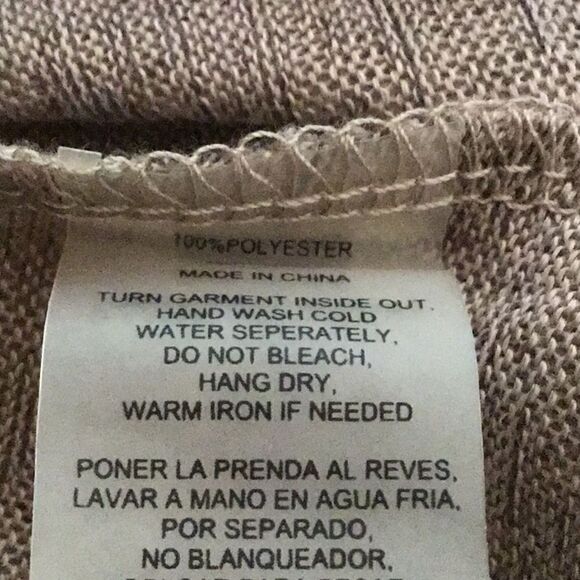 100%POLYESTER
MADE IN CHINA
TURN GARMENT INSIDE OUT,
HAND WASH COLD
WATER SEPERATELY,
DO NOT BLEACH,
HANG DRY,
WARM IRON IF NEEDED
PONER LA PRENDA AL REVES,
LAVAR A MANO EN AGUA FRIA,
POR SEPARADO,
NO BLANQUEADOR,